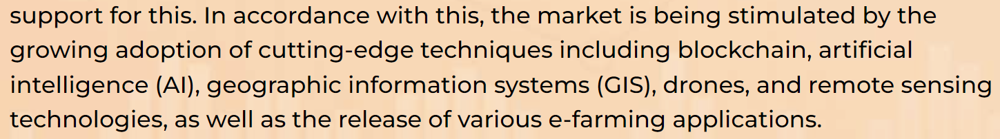 support for this. In accordance with this, the market is being stimulated by the
growing adoption of cutting-edge techniques including blockchain, artificial
intelligence (AI), geographic information systems (GIS), drones, and remote sensing
technologies, as well as the release of various e-farming applications.